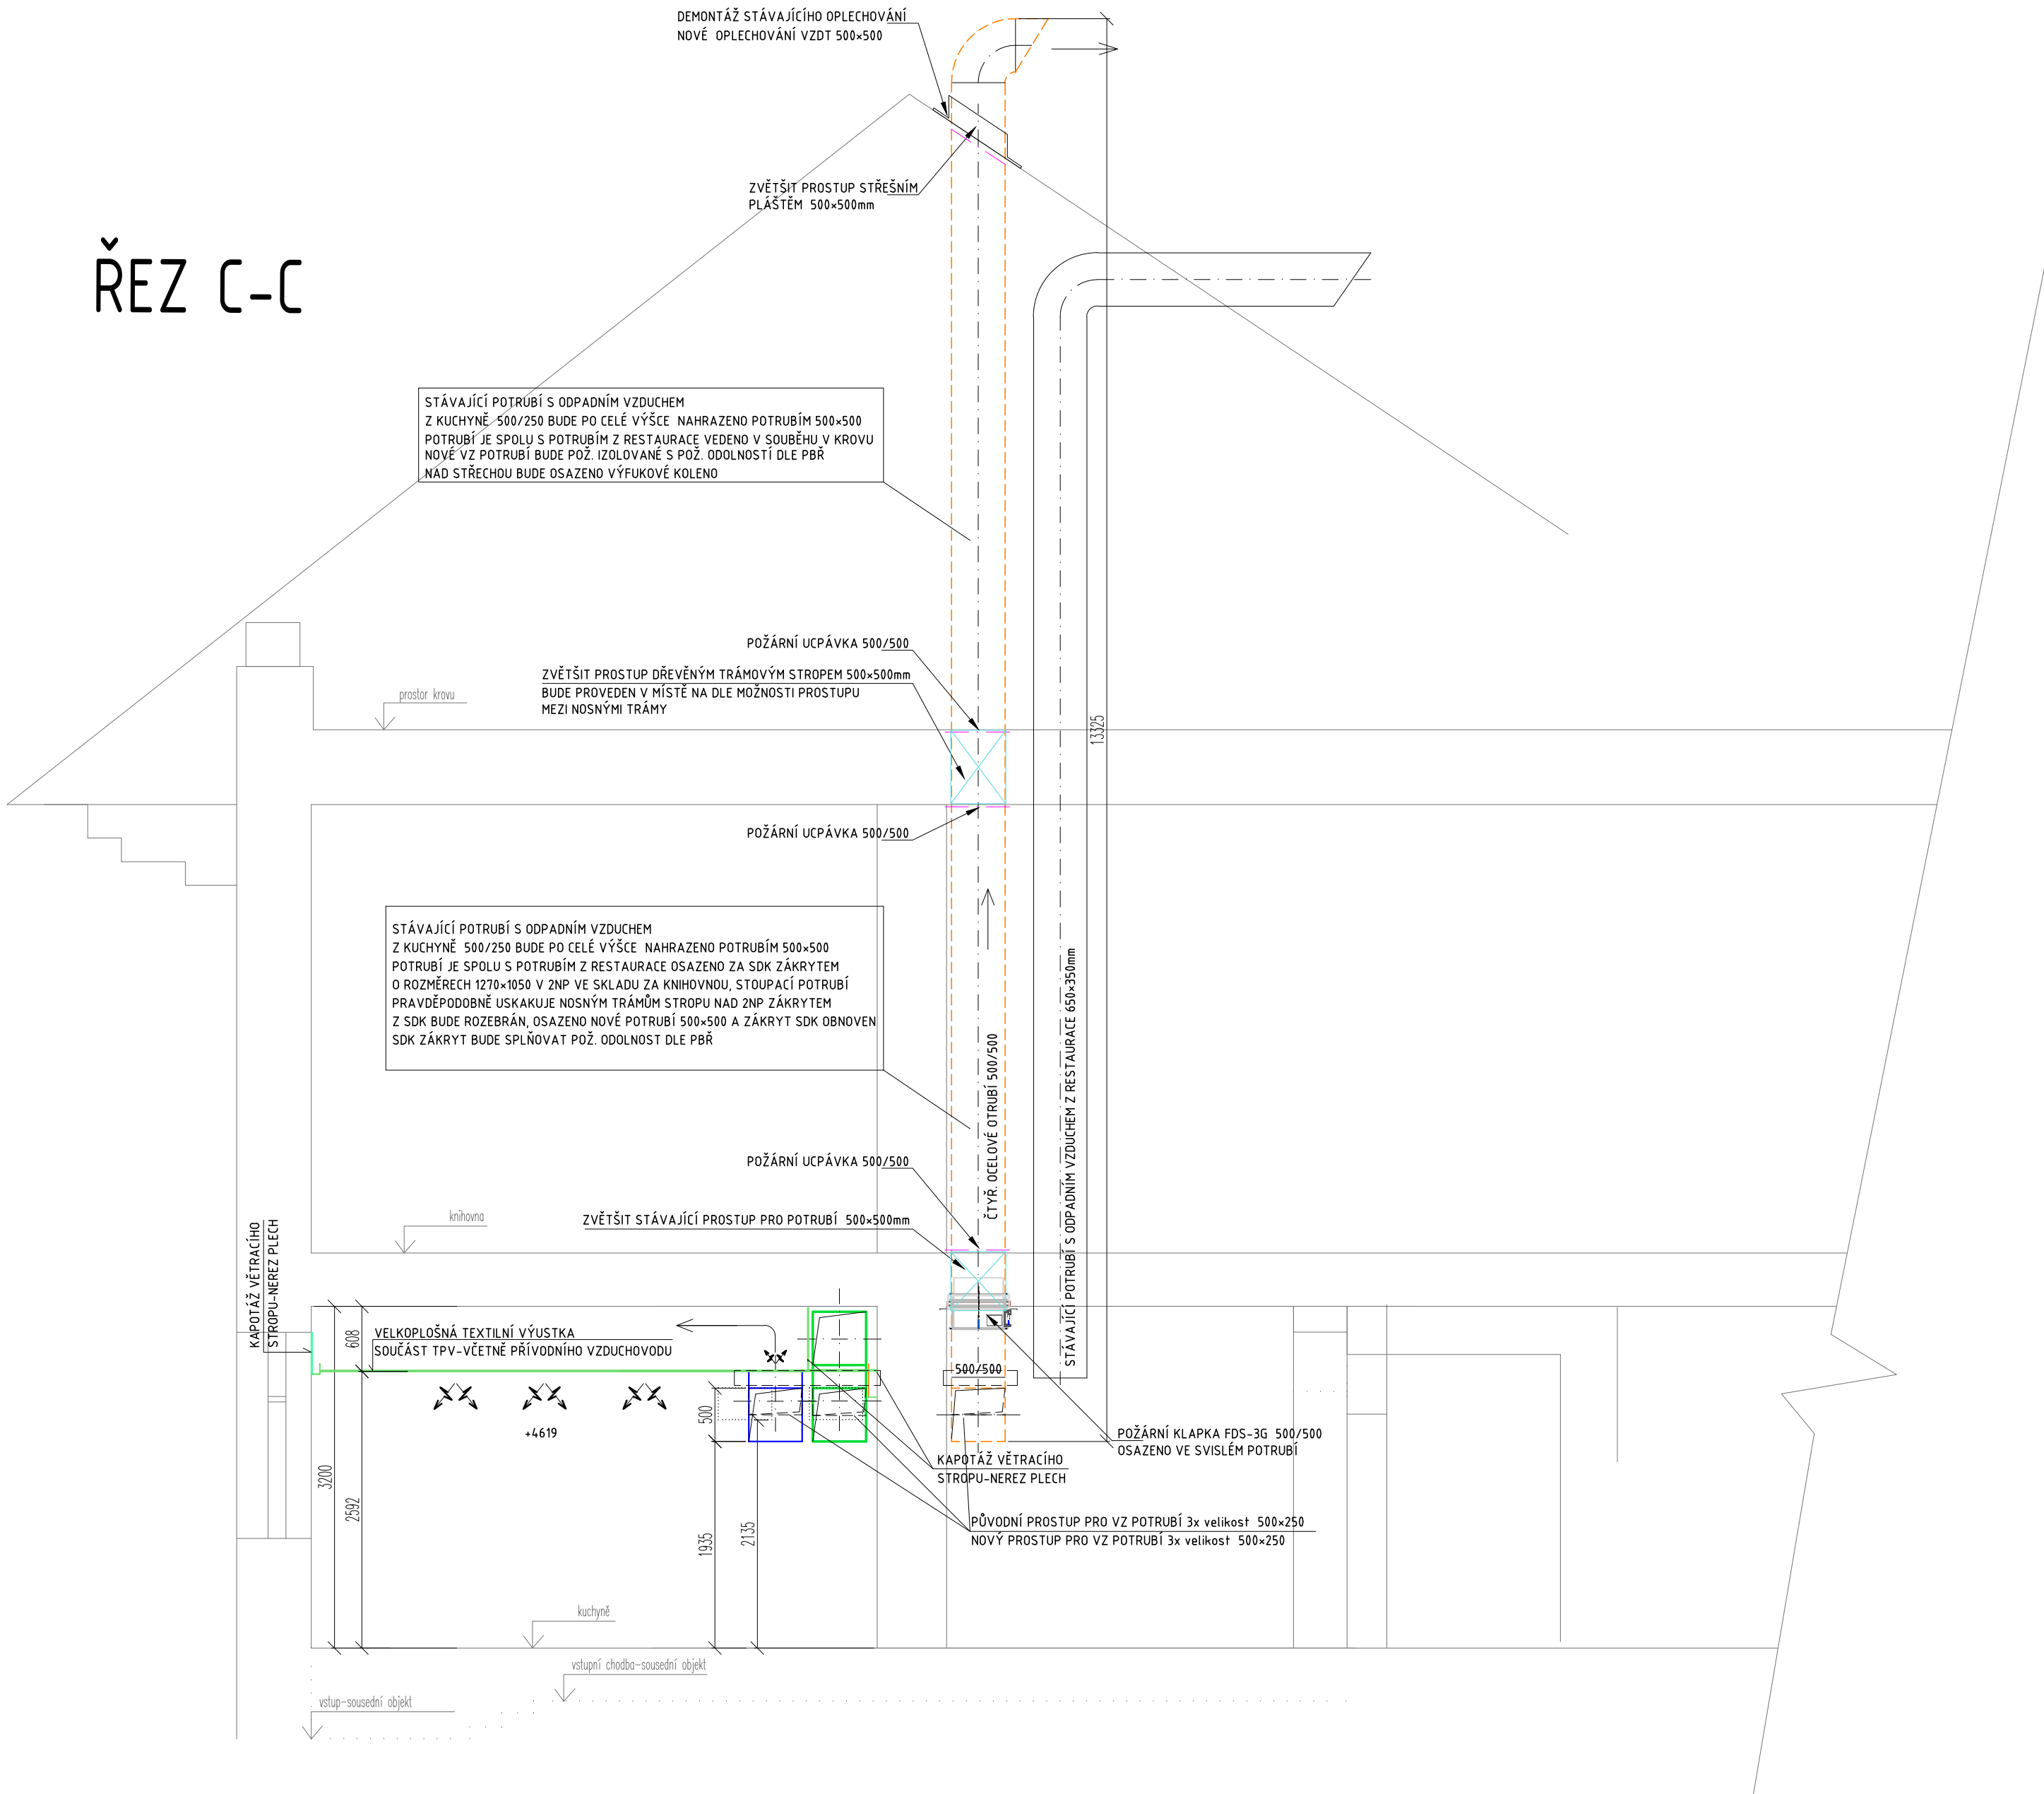 DEMONTÁŽ STÁVAJÍCÍHO OPLECHOVÁNÍ
NOVÉ OPLECHOVÁNÍ VZDT 500×500
ZVĚTŠIT PROSTUP STŘEŠNÍM
PLÁŠTĚM 500×500mm
ŘEZ C-C
STÁVAJÍCÍ POTRUBÍ S ODPADNÍM VZDUCHEM
Z KUCHYNĚ 500/250 BUDE PO CELÉ VÝŠCE NAHRAZENO POTRUBÍM 500×500
POTRUBÍ JE SPOLU S POTRUBÍM Z RESTAURACE VEDENO V SOUBĚHU V KROVU
NOVÉ VZ POTRUBÍ BUDE POŽ. IZOLOVANÉ S POŽ. ODOLNOSTÍ DLE PBŘ
NAD STŘECHOU BUDE OSAZENO VÝFUKOVÉ KOLENO
POŽÁRNÍ UCPÁVKA 500/500
ZVĚTŠIT PROSTUP DŘEVĚNÝM TRÁMOVÝM STROPEM 500×500mm
BUDE PROVEDEN V MÍSTĚ NA DLE MOŽNOSTI PROSTUPU
MEZI NOSNÝMI TRÁMY
prostor krovu
13325
POŽÁRNÍ UCPÁVKA 500/500
STÁVAJÍCÍ POTRUBÍ S ODPADNÍM VZDUCHEM
Z KUCHYNĚ 500/250 BUDE PO CELÉ VÝŠCE NAHRAZENO POTRUBÍM 500×500
POTRUBÍ JE SPOLU S POTRUBÍM Z RESTAURACE OSAZENO ZA SDK ZÁKRYTEM
O ROZMĚRECH 1270×1050 V 2NP VE SKLADU ZA KNIHOVNOU, STOUPACÍ POTRUBÍ
PRAVDĚPODOBNĚ USKAKUJE NOSNÝM TRÁMŮM STROPU NAD 2NP ZÁKRYTEM
Z SDK BUDE ROZEBRÁN, OSAZENO NOVÉ POTRUBÍ 500×500 A ZÁKRYT SDK OBNOVEN
SDK ZÁKRYT BUDE SPLŇOVAT POŽ. ODOLNOST DLE PBŘ
ČTYŘ. OCELOVÉ OTRUBÍ 500/500
STÁVAJÍCÍ POTRUBÍ S ODPADNÍM VZDUCHEM Z RESTAURACE 650×350mm
POŽÁRNÍ UCPÁVKA 500/500
ZVĚTŠIT STÁVAJÍCÍ PROSTUP PRO POTRUBÍ 500×500mm
knihovna
KAPOTÁŽ VĚTRACÍHO
STROPU-NEREZ PLECH
608
VELKOPLOŠNÁ TEXTILNÍ VÝUSTKA
SOUČÁST TPV-VČETNĚ PŘÍVODNÍHO VZDUCHOVODU
500/500
500
+4619
POŽÁRNÍ KLAPKA FDS-3G 500/500
OSAZENO VE SVISLÉM POTRUBÍ
KAPOTÁŽ VĚTRACÍHO
STROPU-NEREZ PLECH
3200
2592
1935
2135
PŮVODNÍ PROSTUP PRO VZ POTRUBÍ 3x velikost 500×250
NOVÝ PROSTUP PRO VZ POTRUBÍ 3x velikost 500×250
kuchyně
vstupní chodba-sousední objekt
vstup-sousední objekt